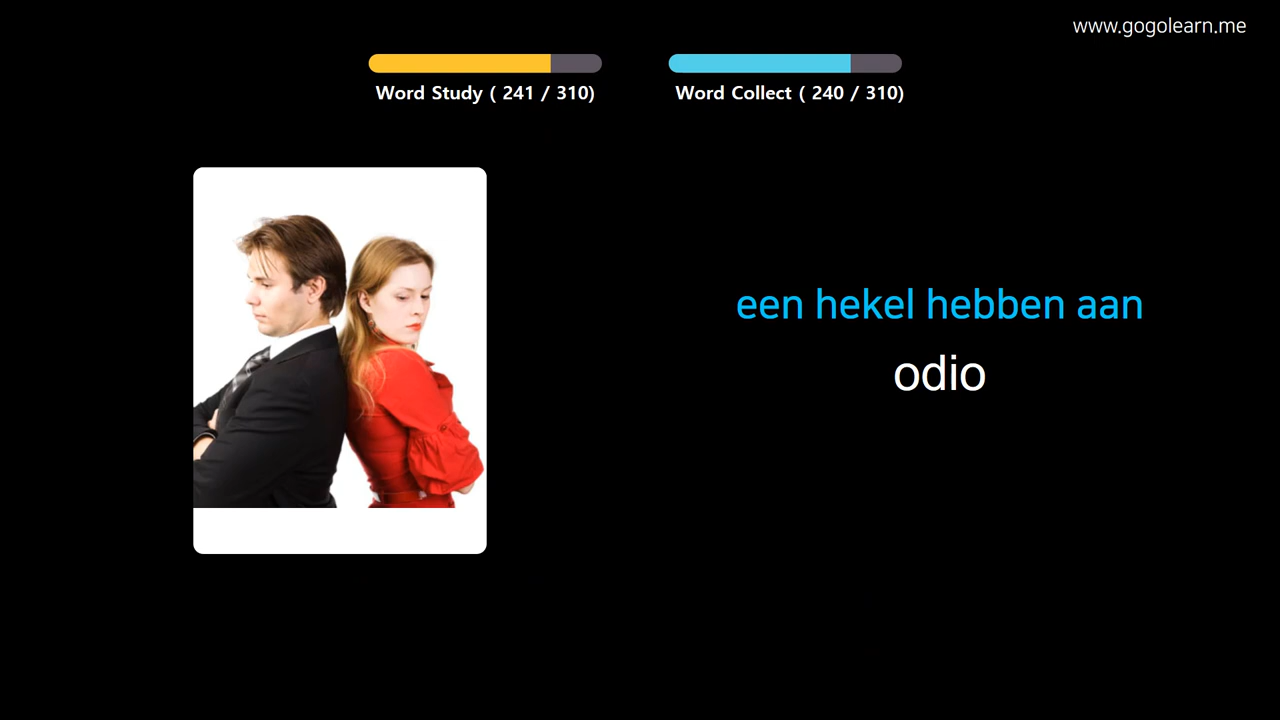 www.gogolearn.me
Word Study ( 241 / 310)
Word Collect ( 240 / 310)
een hekel hebben aan
odio